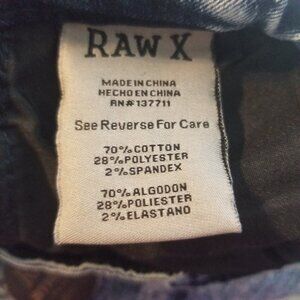 RAW X
MADE IN CHINA
HECHO EN CHINA
RN# 137711
See Reverse For Care
70% COTTON
28% POLYESTER
2% SPANDEX
70% ALGODON
28% POLIESTER
2% ELASTANO